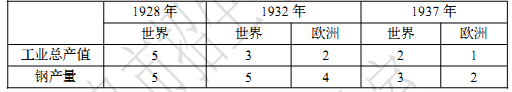 1928 年 1932 年 1937 年
世界 世界 欧洲 世界 欧洲
工业总产值 5 3 2 2 1
钢产量 5 5 4 3 2